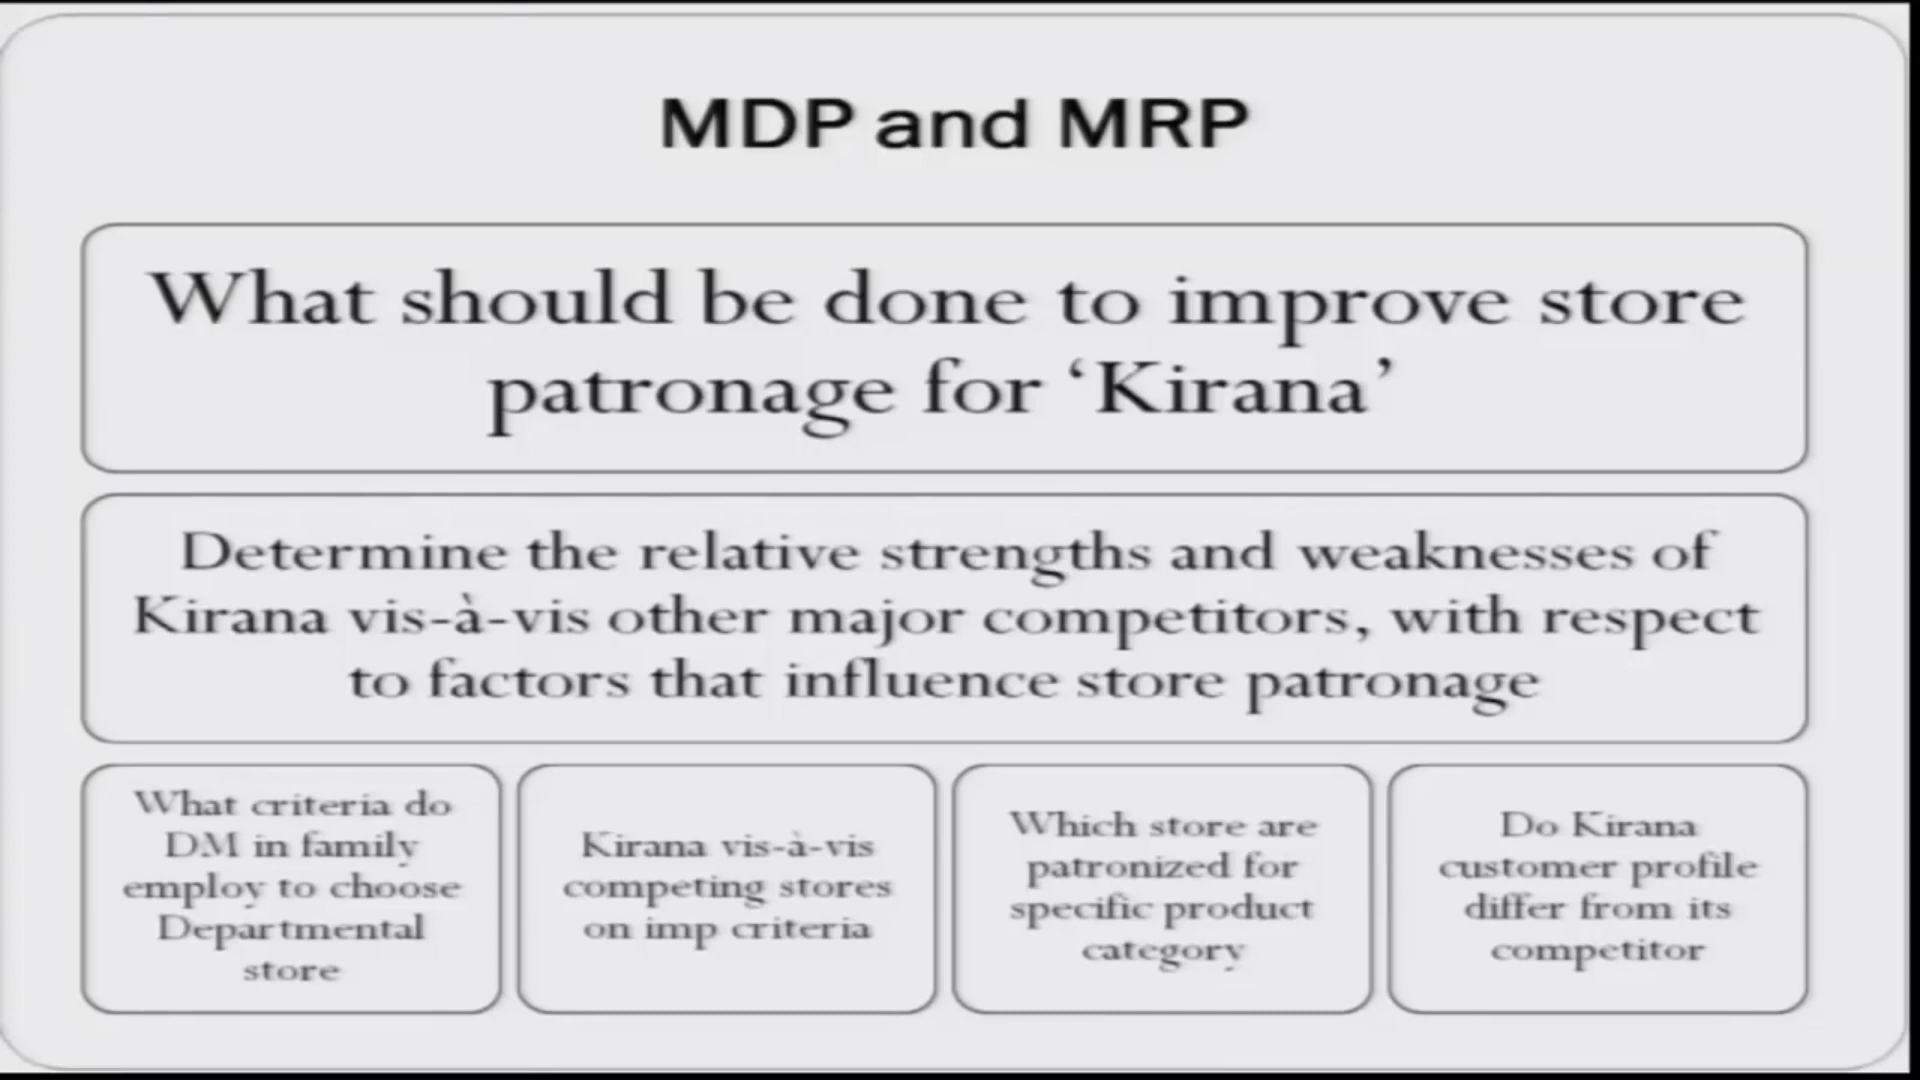 MDP and MRP
What should be done to improve store
patronage for ‘Kirana’
Determine the relative strengths and weaknesses of
Kirana vis-à-vis other major competitors, with respect
to factors that influence store patronage
What criteria do
DM in family
employ to choose
Departmental
store
Kirana vis-à-vis
competing stores
on imp criteria
Which store are
patronized for
specific product
category
Do Kirana
customer profile
differ from its
competitor